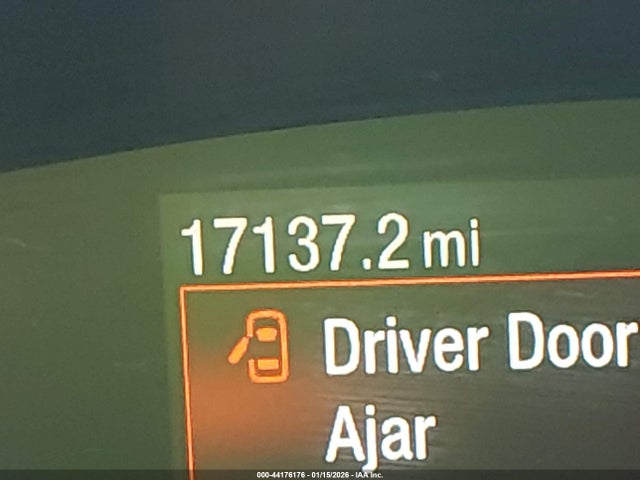 17137.2 mi
Driver Door
Ajar
000-44176176 - 01/15/2026 - IAA Inc.